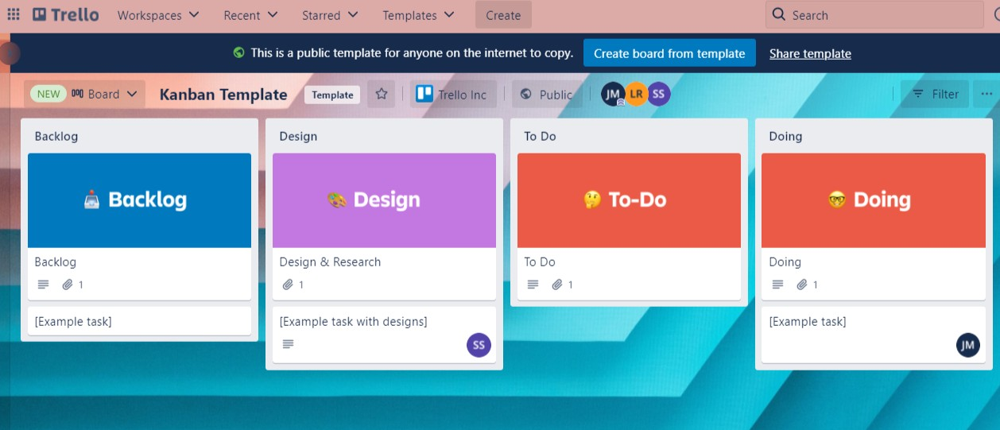 Trello Workspaces Recent Starred Templates Create Search
This is a public template for anyone on the internet to copy. Create board from template Share template
NEW Board Kanban Template Template Trello Inc Public JM LR SS Filter
Backlog
Backlog
Backlog
1
[Example task]
Design
Design
Design & Research
1
[Example task with designs]
SS
To Do
To-Do
To Do
1
Doing
Doing
Doing
1
[Example task]
JM